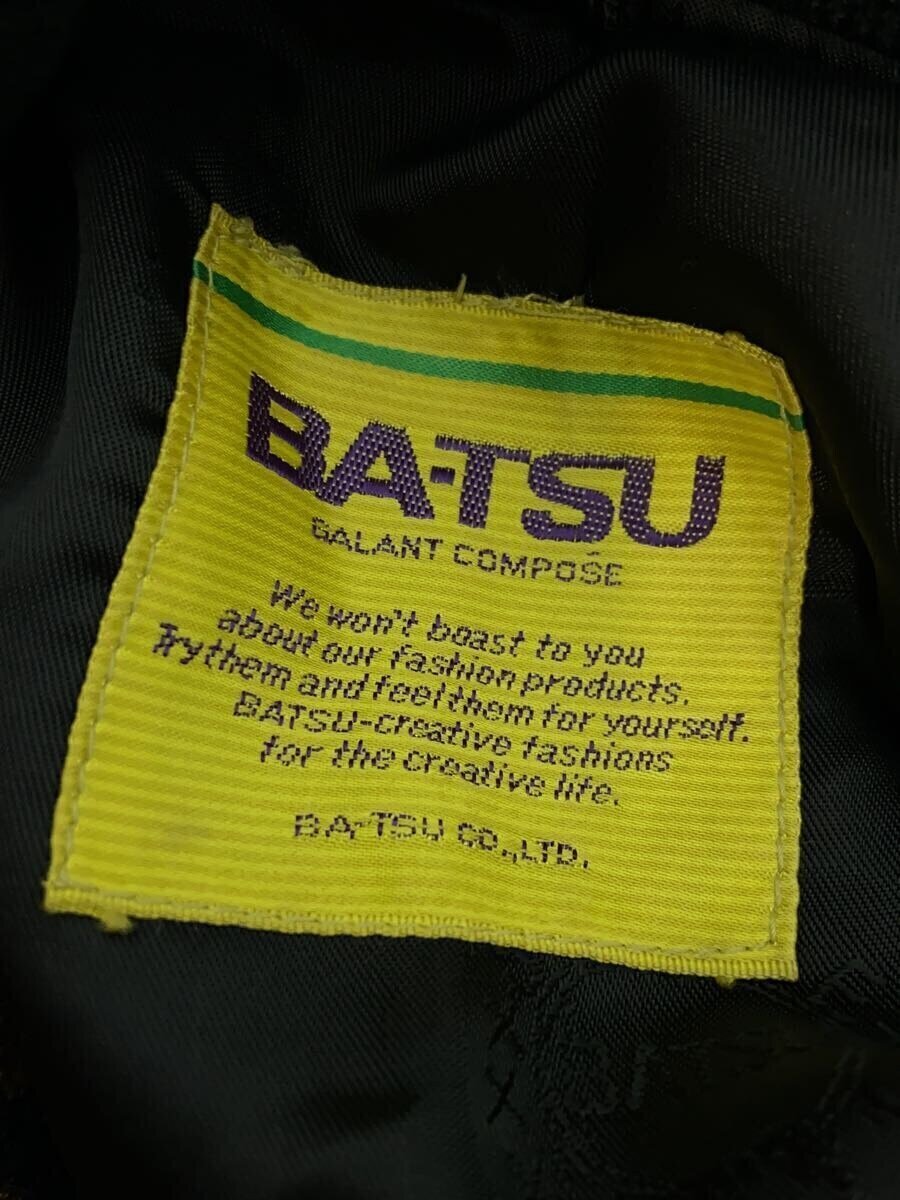 BA-TSU
GALANT COMPOSE
We won't boast to you
about our fashion products.
Try them and feel them for yourself.
BATSU-creative fashions
for the creative life.
BA-TSU CO.,LTD.